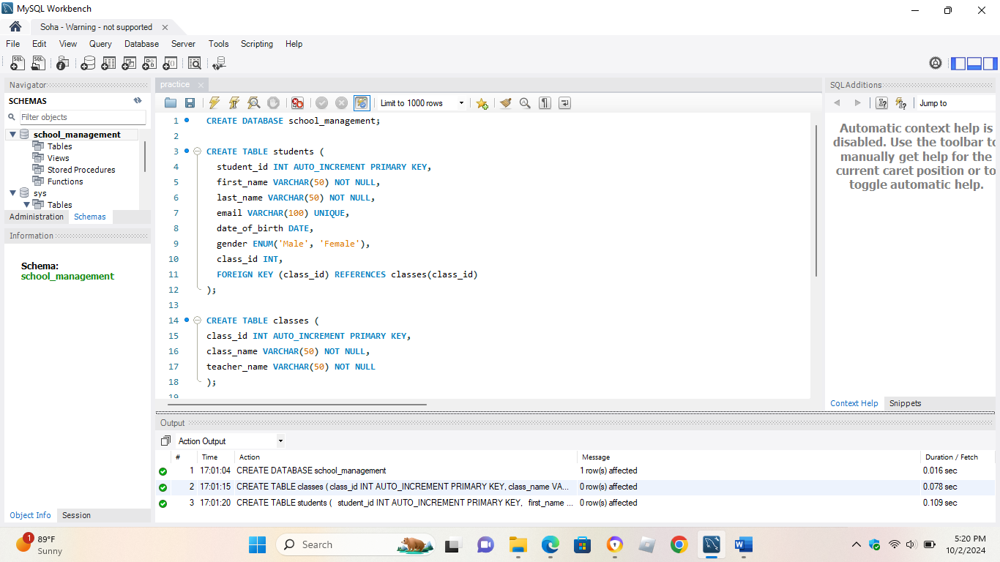 MySQL Workbench
Soha - Warning - not supported
File Edit View Query Database Server Tools Scripting Help
Navigator
SCHEMAS
Filter objects
school_management
Tables
Views
Stored Procedures
Functions
sys
Tables
Administration Schemas
Information
Schema:
school_management
Object Info Session
practice
Limit to 1000 rows
1 CREATE DATABASE school_management;
2
3 CREATE TABLE students (
4 student_id INT AUTO_INCREMENT PRIMARY KEY,
5 first_name VARCHAR(50) NOT NULL,
6 last_name VARCHAR(50) NOT NULL,
7 email VARCHAR(100) UNIQUE,
8 date_of_birth DATE,
9 gender ENUM('Male', 'Female'),
10 class_id INT,
11 FOREIGN KEY (class_id) REFERENCES classes(class_id)
12 );
13
14 CREATE TABLE classes (
15 class_id INT AUTO_INCREMENT PRIMARY KEY,
16 class_name VARCHAR(50) NOT NULL,
17 teacher_name VARCHAR(50) NOT NULL
18 );
19
SQLAdditions
Jump to
Automatic context help is
disabled. Use the toolbar to
manually get help for the
current caret position or to
toggle automatic help.
Context Help Snippets
Output
Action Output
# Time Action Message Duration / Fetch
1 17:01:04 CREATE DATABASE school_management 1 row(s) affected 0.016 sec
2 17:01:15 CREATE TABLE classes ( class_id INT AUTO_INCREMENT PRIMARY KEY, class_name VA... 0 row(s) affected 0.078 sec
3 17:01:20 CREATE TABLE students ( student_id INT AUTO_INCREMENT PRIMARY KEY, first_name ... 0 row(s) affected 0.109 sec
1
89°F
Sunny
Search
5:20 PM
10/2/2024